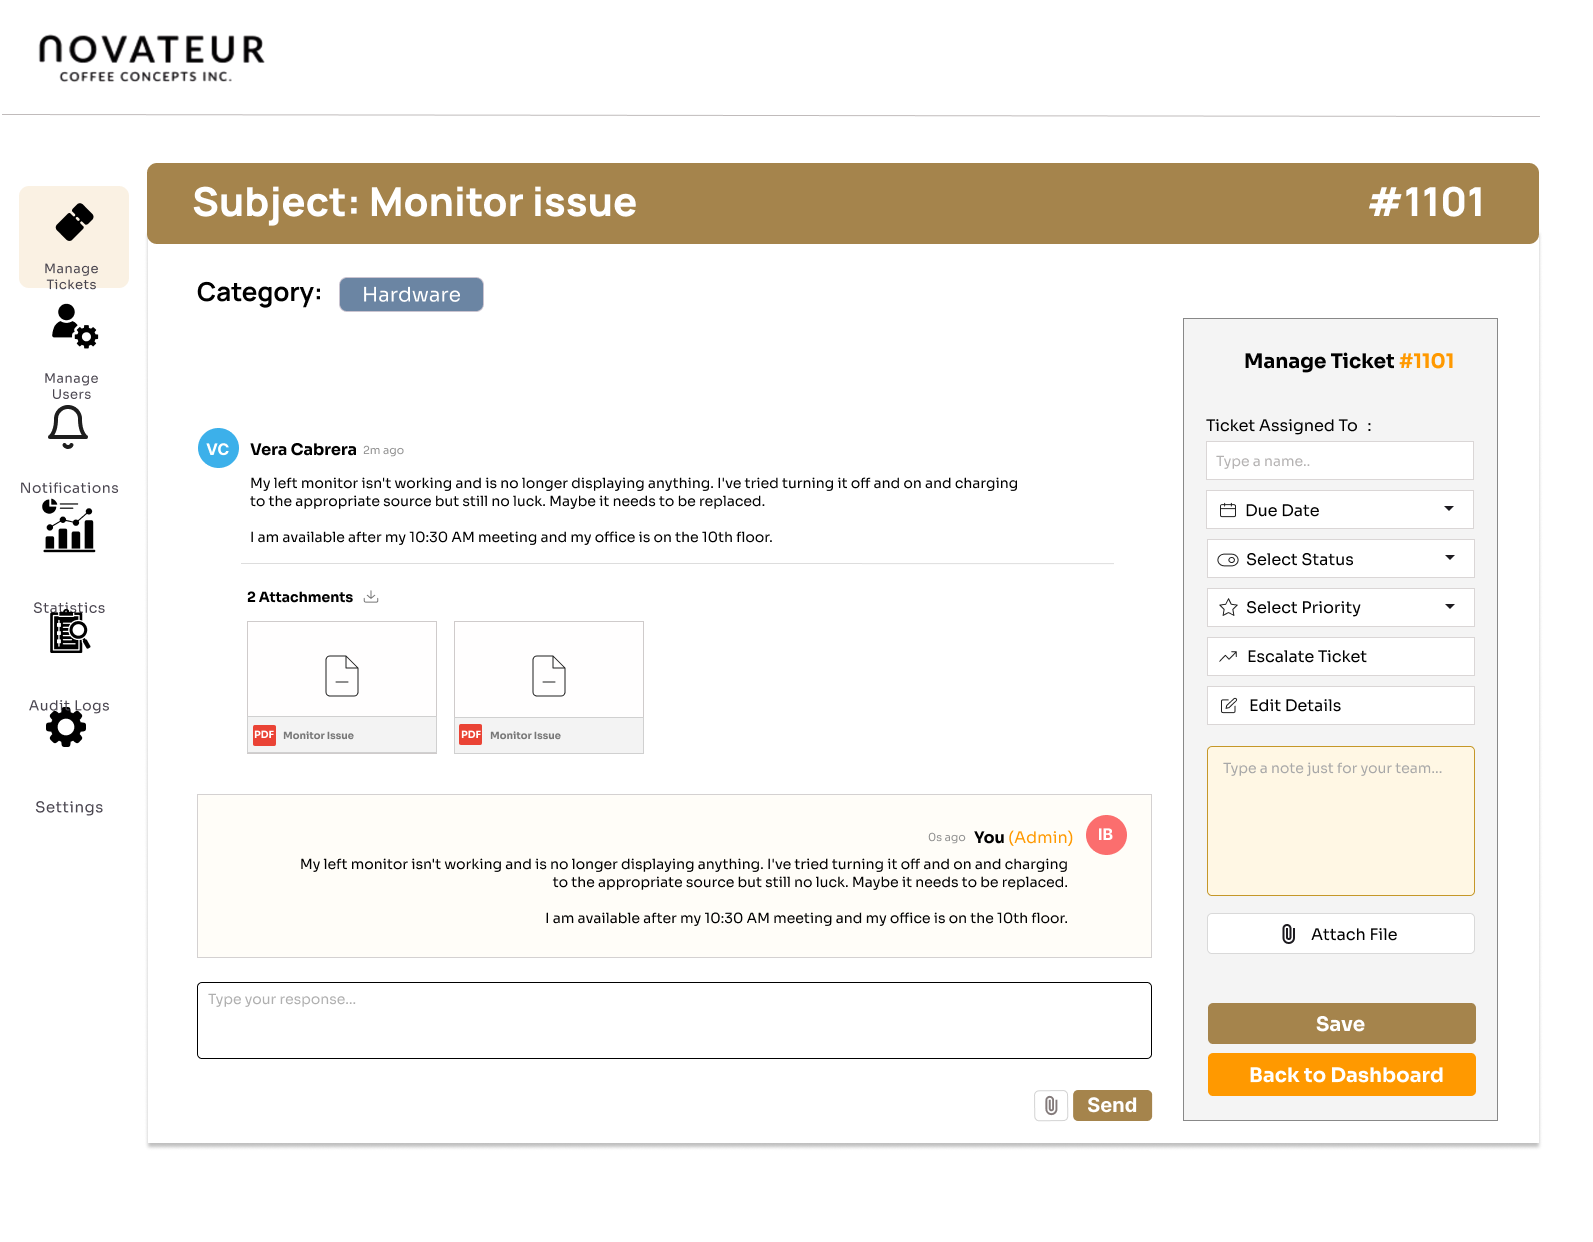 NOVATEUR
COFFEE CONCEPTS INC.
Manage
Tickets
Manage
Users
Notifications
Statistics
Audit Logs
Settings
Subject: Monitor issue
#1101
Category:
Hardware
VC
Vera Cabrera
2m ago
My left monitor isn't working and is no longer displaying anything. I've tried turning it off and on and charging
to the appropriate source but still no luck. Maybe it needs to be replaced.
I am available after my 10:30 AM meeting and my office is on the 10th floor.
2 Attachments
PDF Monitor Issue
PDF Monitor Issue
0s ago You (Admin)
IB
My left monitor isn't working and is no longer displaying anything. I've tried turning it off and on and charging
to the appropriate source but still no luck. Maybe it needs to be replaced.
I am available after my 10:30 AM meeting and my office is on the 10th floor.
Type your response...
Send
Manage Ticket #1101
Ticket Assigned To :
Type a name..
Due Date
Select Status
Select Priority
Escalate Ticket
Edit Details
Type a note just for your team...
Attach File
Save
Back to Dashboard